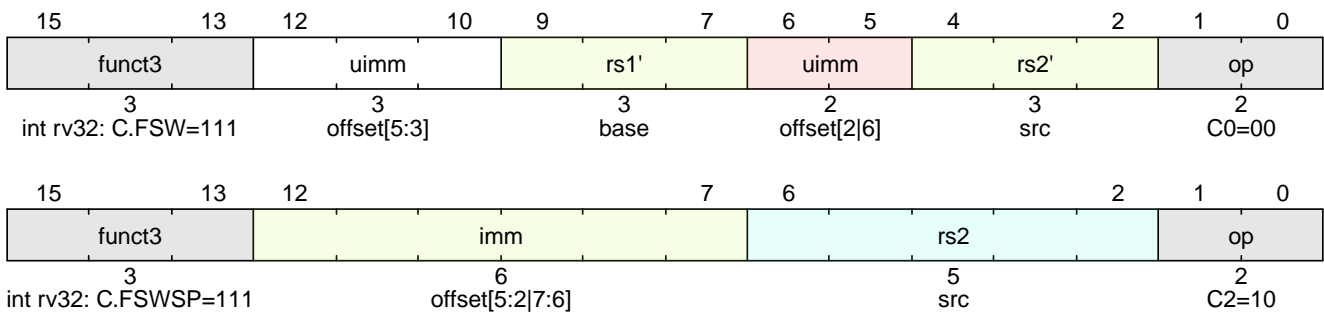 15 13 12 10 9 7 6 5 4 2 1 0
funct3 uimm rs1' uimm rs2' op
3 3 3 2 3 2
int rv32: C.FSW=111 offset[5:3] base offset[2|6] src C0=00
15 13 12 7 6 2 1 0
funct3 imm rs2 op
3 6 5 2
int rv32: C.FSWSP=111 offset[5:2|7:6] src C2=10